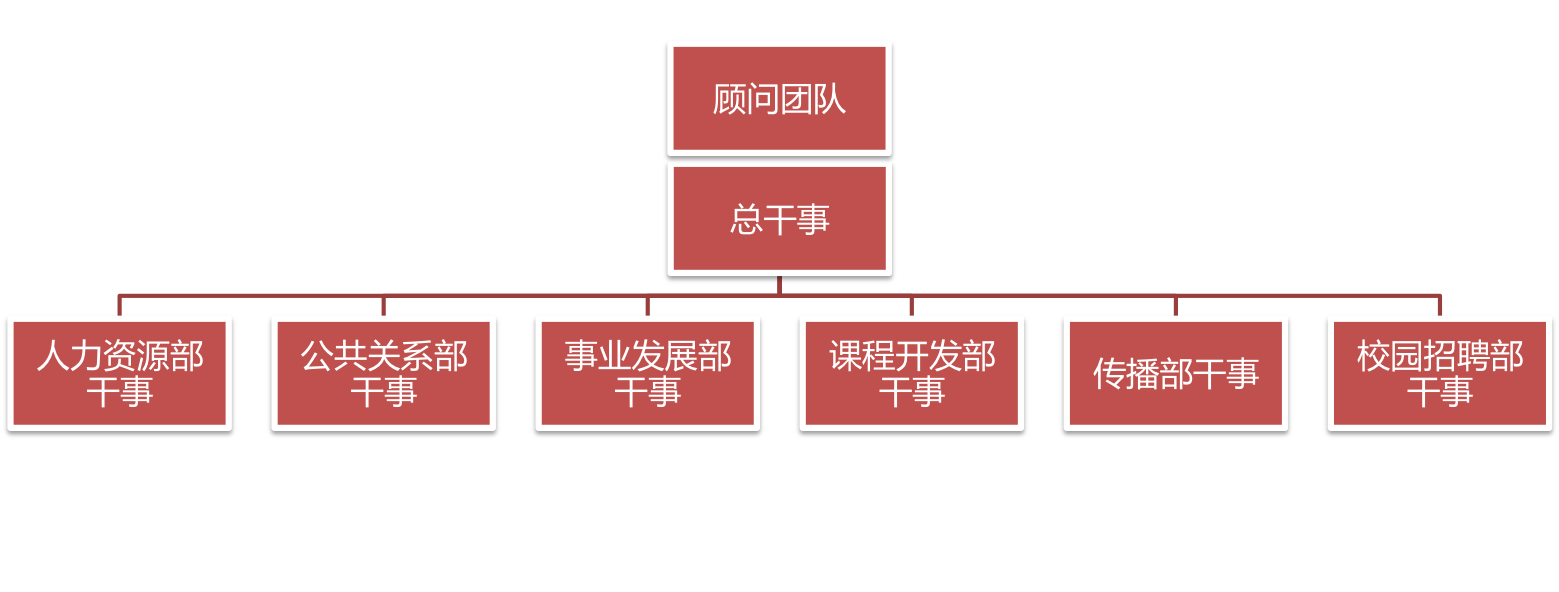 顾问团队
总干事
人力资源部
干事
公共关系部
干事
事业发展部
干事
课程开发部
干事
传播部干事
校园招聘部
干事